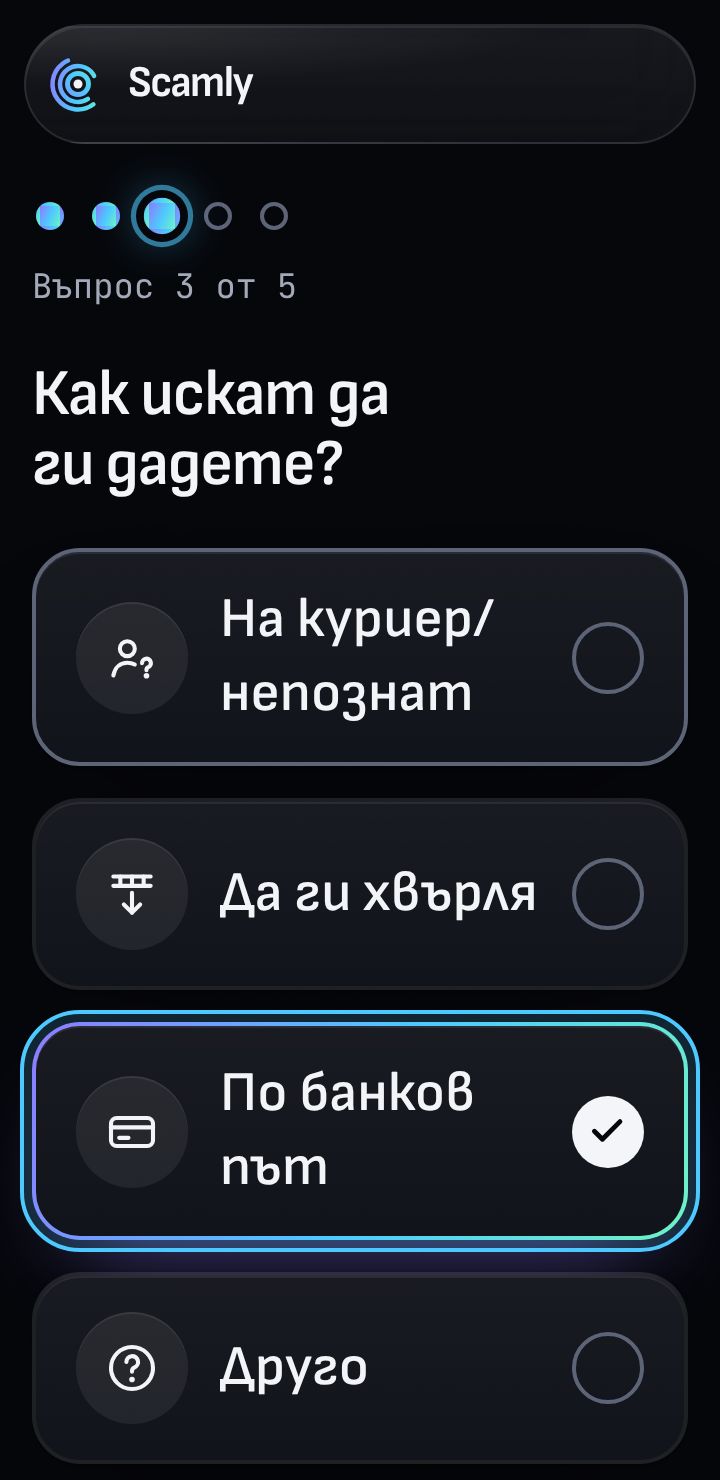 Scamly
Въпрос 3 от 5
Как искат да
ги дадете?
На куриер/
непознат
Да ги хвърля
По банков
път
Друго